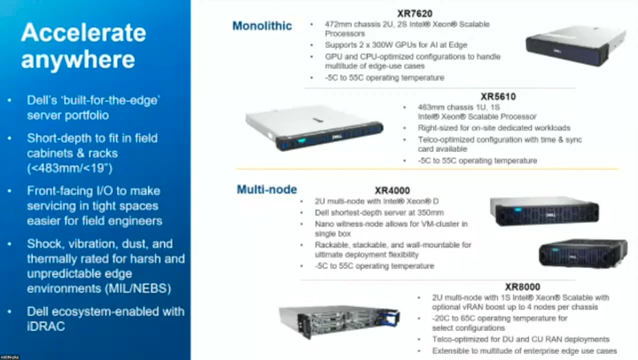 Accelerate
anywhere
• Dell's 'built-for-the-edge'
server portfolio
• Short-depth to fit in field
cabinets & racks
(<483mm/<19")
• Front-facing I/O to make
servicing in tight spaces
easier for field engineers
• Shock, vibration, dust, and
thermally rated for harsh and
unpredictable edge
environments (MIL/NEBS)
• Dell ecosystem-enabled with
iDRAC
Monolithic
XR7620
• 472mm chassis 2U, 2S Intel® Xeon® Scalable
Processors
• Supports 2 x 300W GPUs for AI at Edge
• GPU and CPU-optimized configurations to handle
multitude of edge-use cases
• -5C to 55C operating temperature
XR5610
• 463mm chassis 1U, 1S
Intel® Xeon® Scalable Processor
• Right-sized for on-site dedicated workloads
• Telco-optimized configuration with time & sync
card available
• -5C to 55C operating temperature
Multi-node
XR4000
• 2U multi-node with Intel® Xeon® D
• Dell shortest-depth server at 350mm
• Nano witness-node allows for VM-cluster in
single box
• Rackable, stackable, and wall-mountable for
ultimate deployment flexibility
• -5C to 55C operating temperature
XR8000
• 2U multi-node with 1S Intel® Xeon® Scalable with
optional vRAN boost up to 4 nodes per chassis
• -20C to 65C operating temperature for
select configurations
• Telco-optimized for DU and CU RAN deployments
• Extensible to multitude of enterprise edge use cases